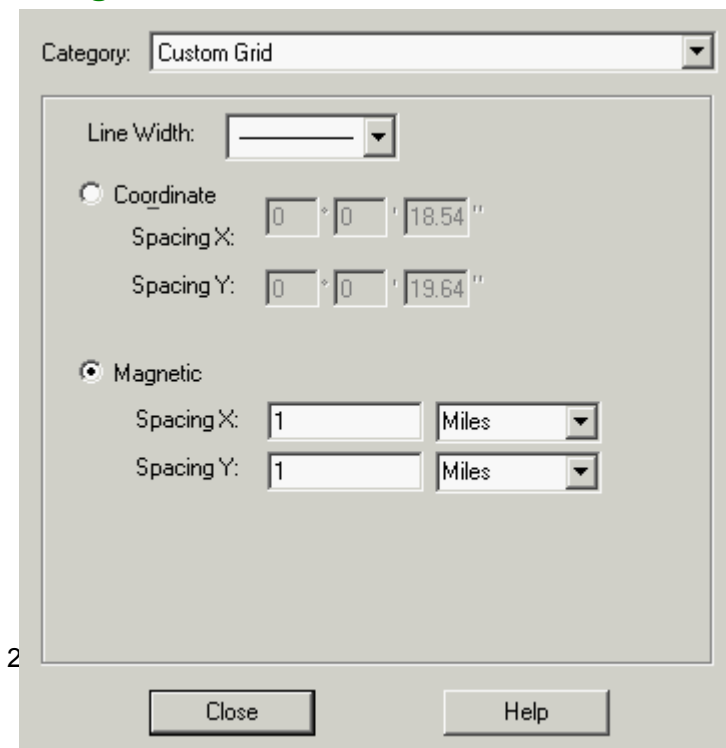 Category: Custom Grid
Line Width:
Coordinate
Spacing X: 0 ° 0 ' 18.54 "
Spacing Y: 0 ° 0 ' 19.64 "
Magnetic
Spacing X: 1 Miles
Spacing Y: 1 Miles
2
Close Help